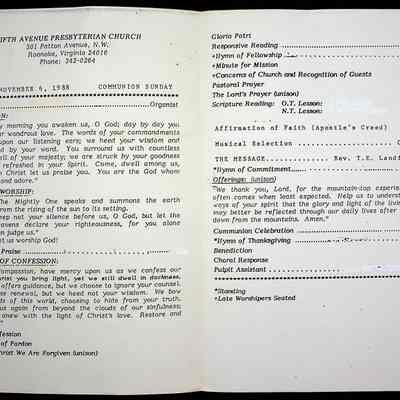 FIFTH AVENUE PRESBYTERIAN CHURCH
301 Patton Avenue, N.W.
Roanoke, Virginia 24016
Phone: 342-0264
NOVEMBER 6, 1988 COMMUNION SUNDAY
Organist
morning you awaken us, O God; day by day you
wondrous love. The words of your commandments
upon our listening ears; we heed your wisdom and
by your word. You surround us with countless
of your majesty; we are struck by your goodness
refreshed in your Spirit. Come, dwell among us,
Christ let us praise you. You are the God whom
and adore."
WORSHIP:
The Mighty One speaks and summons the earth
from the rising of the sun to its setting.
keep not your silence before us, O God, but let the
heavens declare your righteousness, for you alone
judge us."
Let us worship God!
Praise
OF CONFESSION:
compassion, have mercy upon us as we confess our
Christ you bring light, yet we still dwell in darkness.
offers guidance, but we choose to ignore your counsel.
renewal, but we heed not your wisdom. We bow
of this world, choosing to hide from your truth.
us again from beyond the clouds of our sinfulness;
anew with the light of Christ's love. Restore and
of Pardon
Christ We Are Forgiven (unison)
Gloria Patri
Responsive Reading
+Hymn of Fellowship
+Minute for Mission
+Concerns of Church and Recognition of Guests
Pastoral Prayer
The Lord's Prayer (unison)
Scripture Reading: O.T. Lesson:
N.T. Lesson:
Affirmation of Faith (Apostle's Creed)
Musical Selection
THE MESSAGE Rev. T.E. Landf
*Hymn of Commitment
Offerings: (unison)
"We thank you, Lord, for the mountain-top experien
often comes when least expected. Help us to understand
ways of your spirit that the glory and light of the livin
may better be reflected through our daily lives after
down from the mountains. Amen."
Communion Celebration
*Hymn of Thanksgiving
Benediction
Choral Response
Pulpit Assistant
*Standing
+Late Worshipers Seated